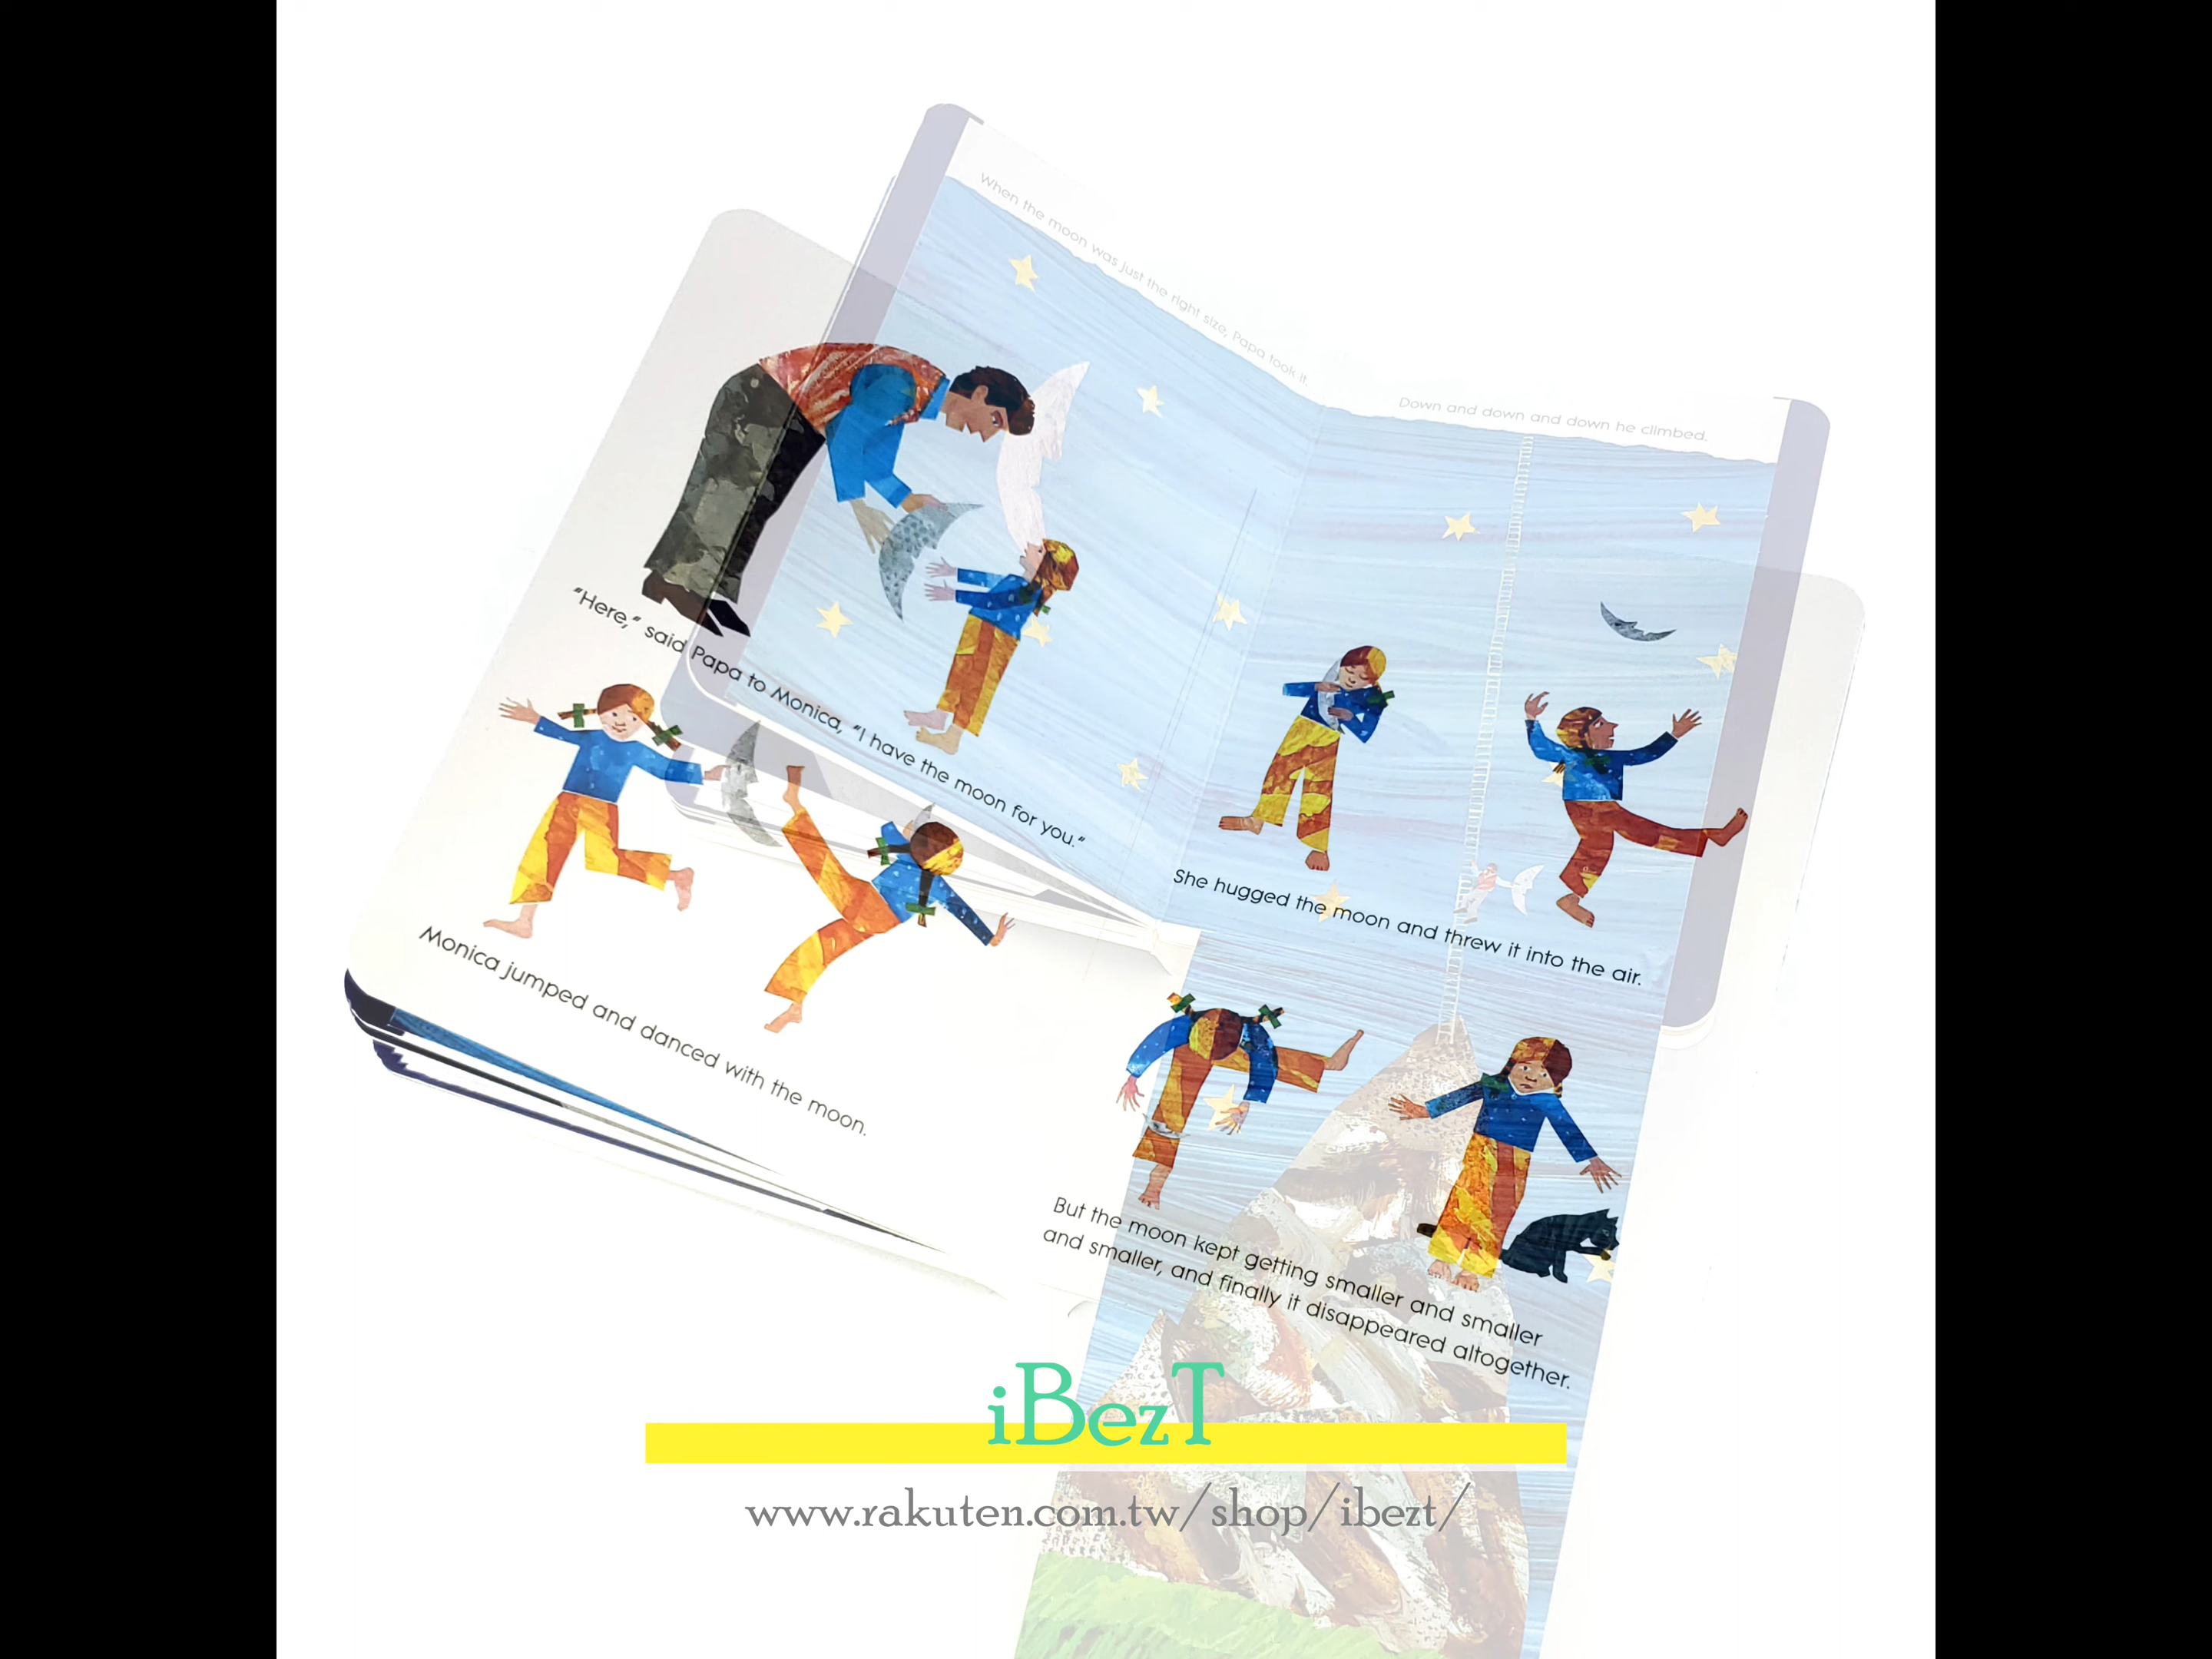 When the moon was just the right size, Papa took it.
Down and down and down he climbed.
“Here,” said Papa to Monica, “I have the moon for you.”
Monica jumped and danced with the moon.
She hugged the moon and threw it into the air.
But the moon kept getting smaller and smaller
and smaller, and finally it disappeared altogether.
iBezT
www.rakuten.com.tw/shop/ibezt/